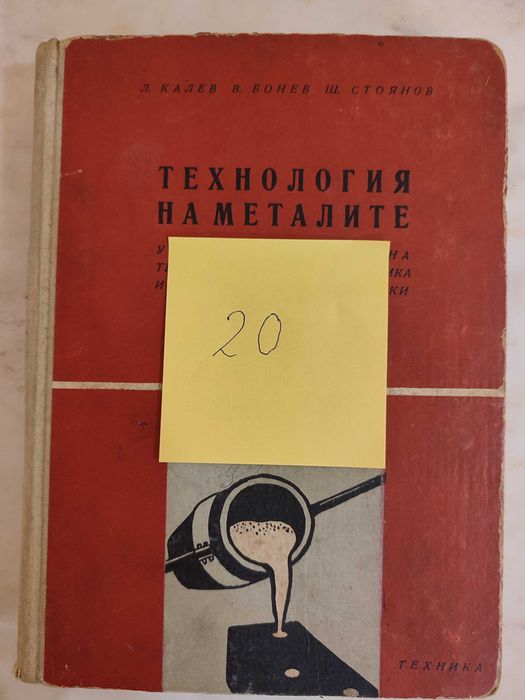 Л. КАЛЕВ В. БОНЕВ Ц. СТОЯНОВ
ТЕХНОЛОГИЯ
НА МЕТАЛИТЕ
20
ТЕХНИКА